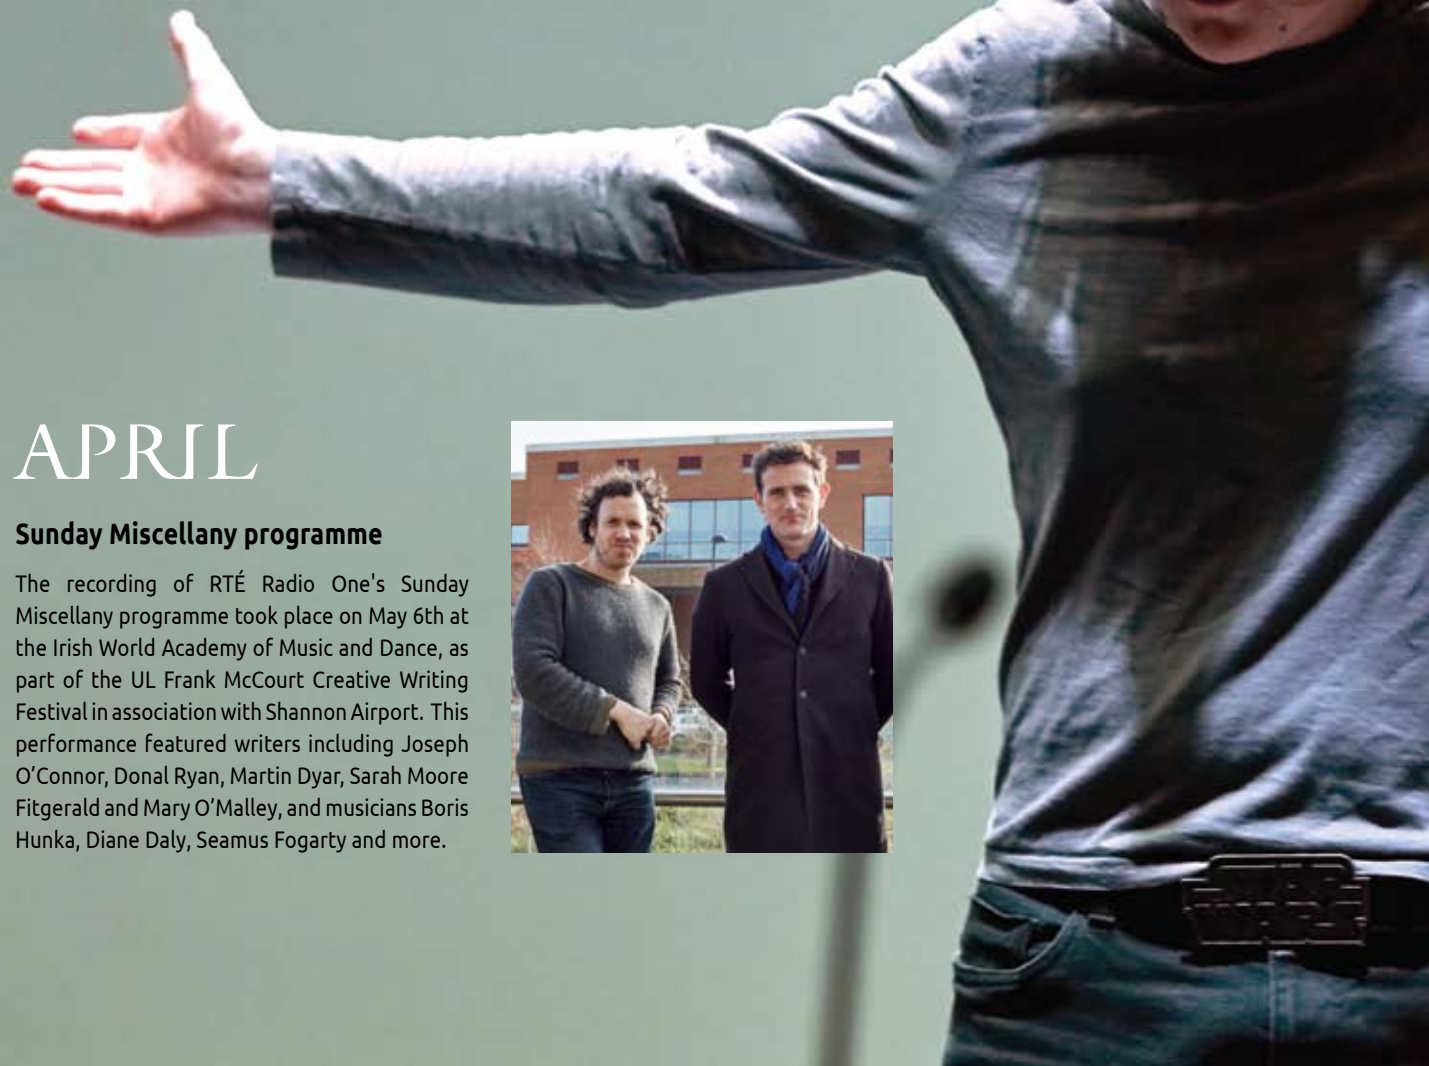 APRIL
Sunday Miscellany programme
The recording of RTÉ Radio One's Sunday
Miscellany programme took place on May 6th at
the Irish World Academy of Music and Dance, as
part of the UL Frank McCourt Creative Writing
Festival in association with Shannon Airport. This
performance featured writers including Joseph
O’Connor, Donal Ryan, Martin Dyar, Sarah Moore
Fitgerald and Mary O’Malley, and musicians Boris
Hunka, Diane Daly, Seamus Fogarty and more.